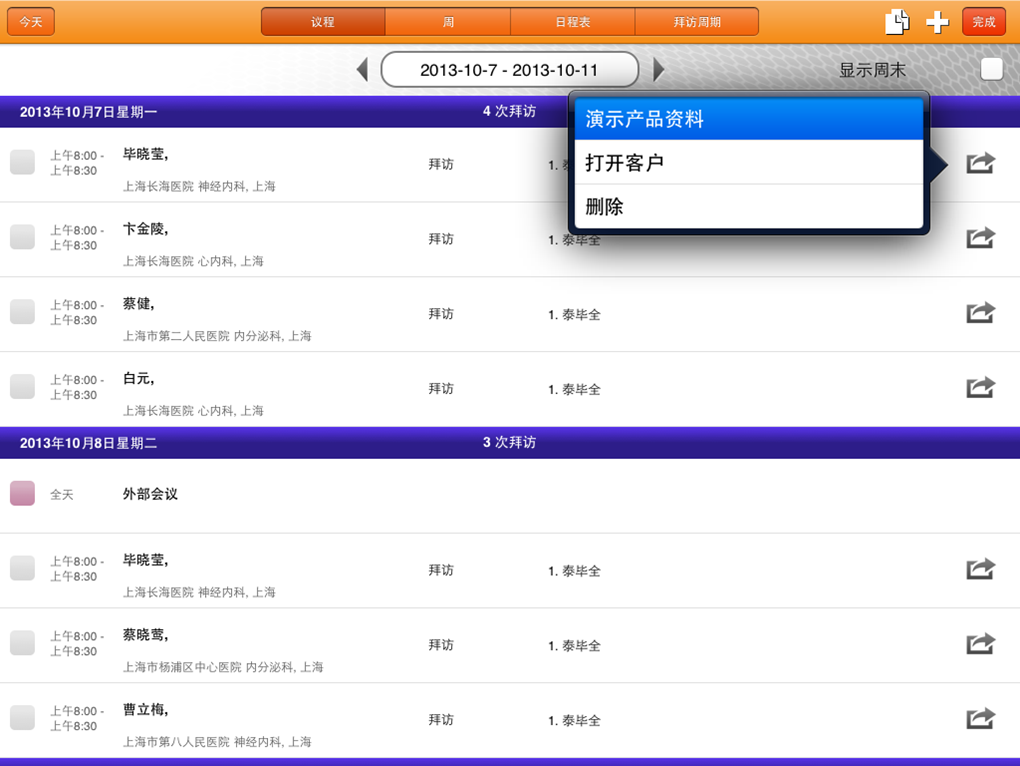 今天
议程
周
日程表
拜访周期
完成
2013-10-7 - 2013-10-11
显示周末
2013年10月7日星期一
4 次拜访
演示产品资料
打开客户
删除
上午8:00 -
上午8:30
毕晓莹,
上海长海医院 神经内科, 上海
拜访
1.
上午8:00 -
上午8:30
卞金陵,
上海长海医院 心内科, 上海
拜访
1. 泰毕全
上午8:00 -
上午8:30
蔡健,
上海市第二人民医院 内分泌科, 上海
拜访
1. 泰毕全
上午8:00 -
上午8:30
白元,
上海长海医院 心内科, 上海
拜访
1. 泰毕全
2013年10月8日星期二
3 次拜访
全天
外部会议
上午8:00 -
上午8:30
毕晓莹,
上海长海医院 神经内科, 上海
拜访
1. 泰毕全
上午8:00 -
上午8:30
蔡晓莺,
上海市杨浦区中心医院 内分泌科, 上海
拜访
1. 泰毕全
上午8:00 -
上午8:30
曹立梅,
上海市第八人民医院 神经内科, 上海
拜访
1. 泰毕全